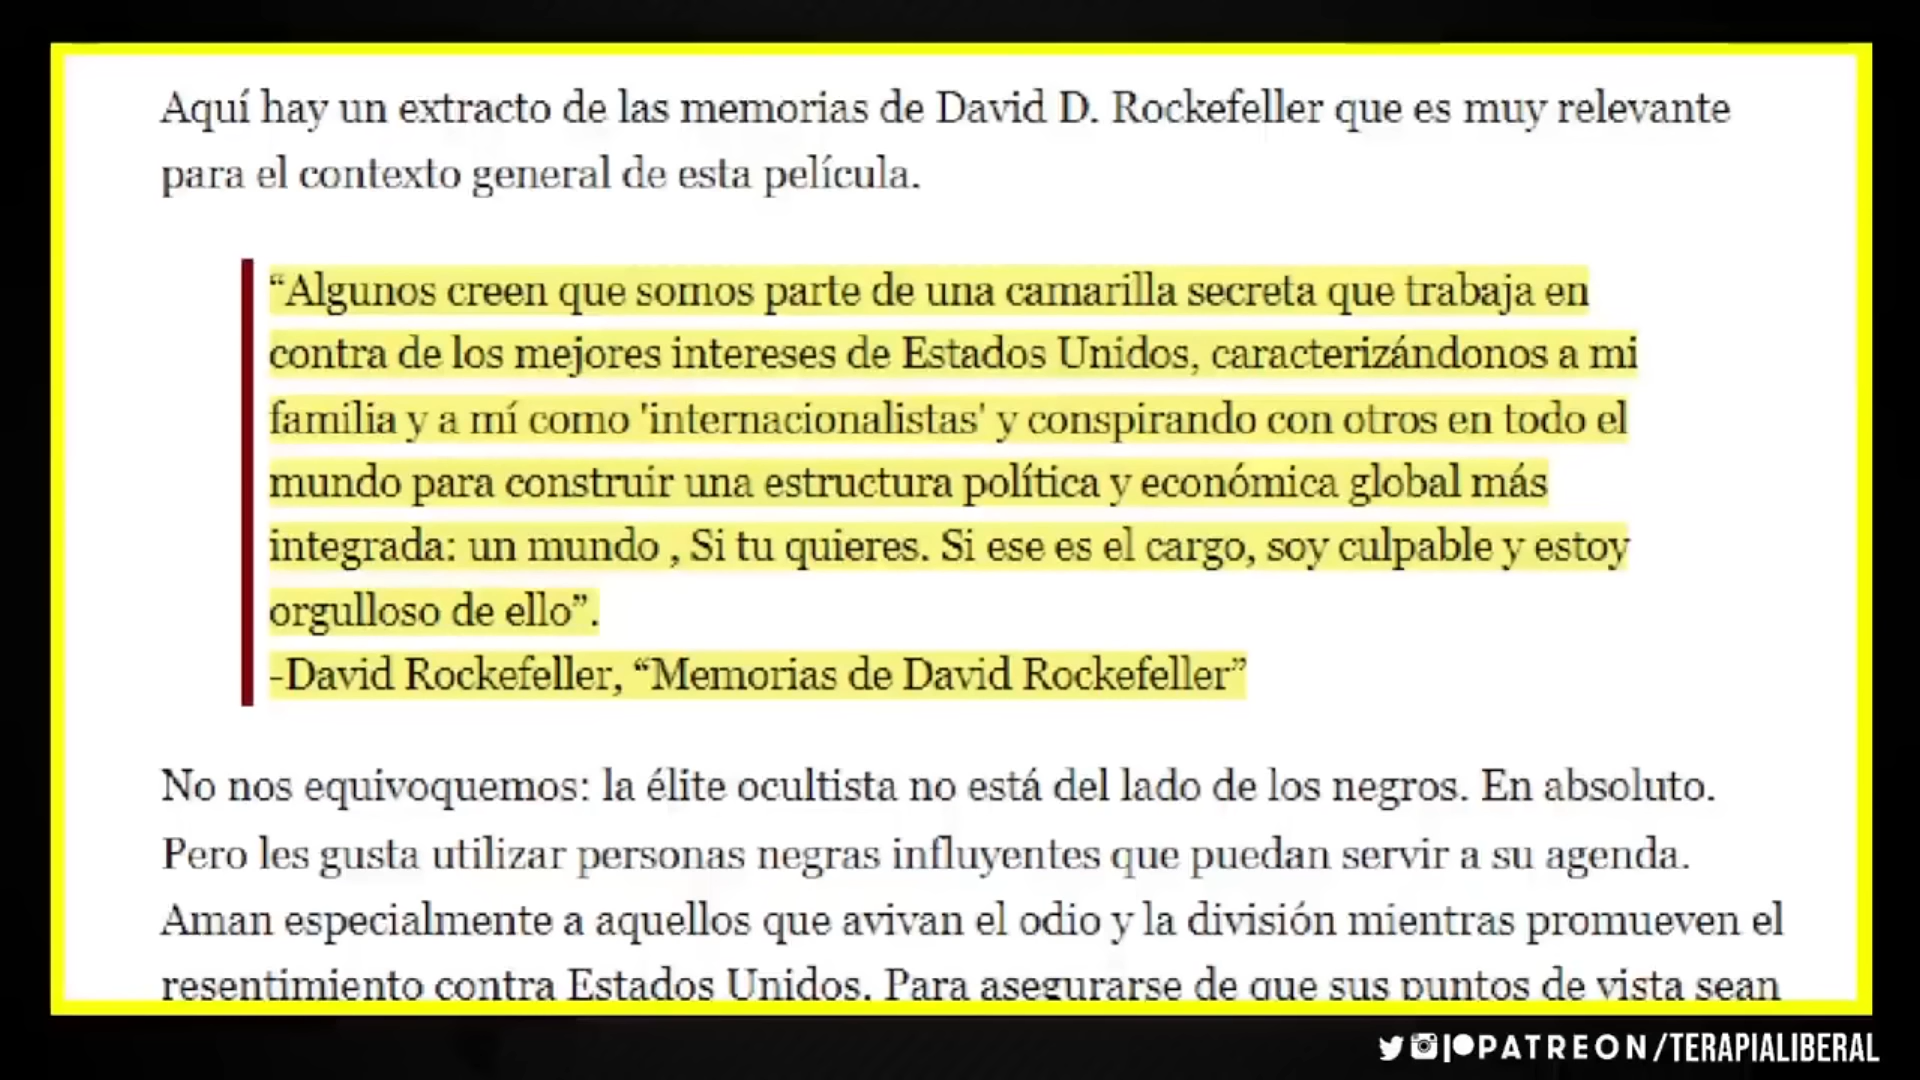 Aquí hay un extracto de las memorias de David D. Rockefeller que es muy relevante
para el contexto general de esta película.
“Algunos creen que somos parte de una camarilla secreta que trabaja en
contra de los mejores intereses de Estados Unidos, caracterizándonos a mi
familia y a mí como 'internacionalistas' y conspirando con otros en todo el
mundo para construir una estructura política y económica global más
integrada: un mundo , Si tu quieres. Si ese es el cargo, soy culpable y estoy
orgulloso de ello”.
-David Rockefeller, “Memorias de David Rockefeller”
No nos equivoquemos: la élite ocultista no está del lado de los negros. En absoluto.
Pero les gusta utilizar personas negras influyentes que puedan servir a su agenda.
Aman especialmente a aquellos que avivan el odio y la división mientras promueven el
resentimiento contra Estados Unidos. Para asegurarse de que sus puntos de vista sean
PATREON/TERAPIALIBERAL